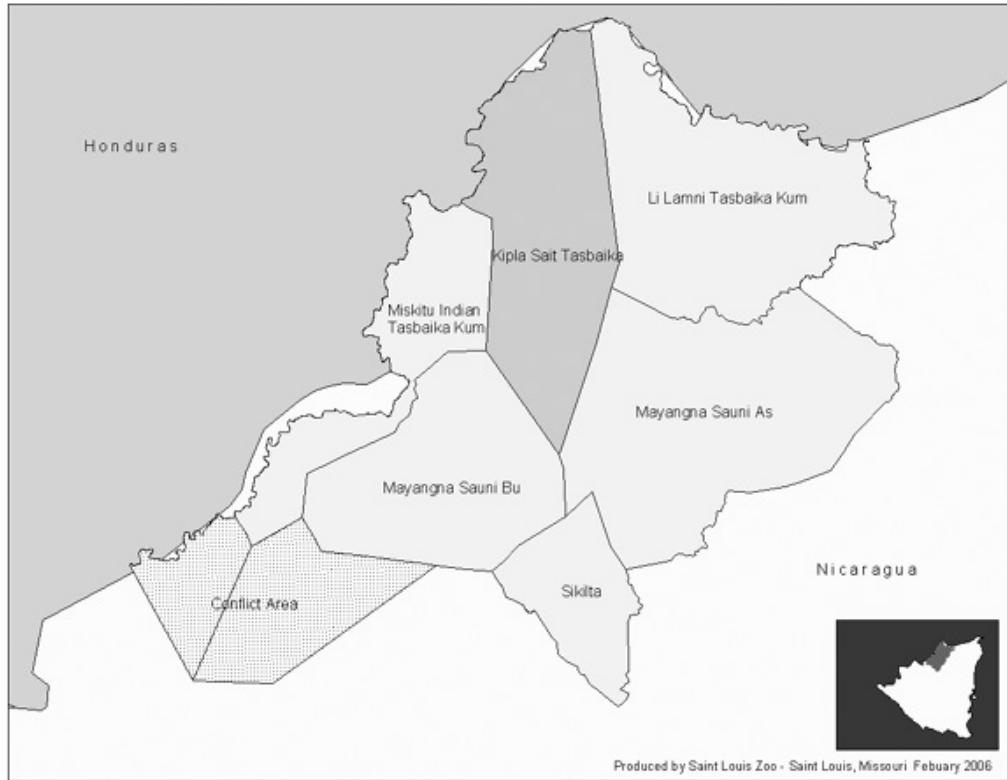 Honduras
Li Lamni Tasbaika Kum
Kipla Sait Tasbaika
Miskitu Indian
Tasbaika Kum
Mayangna Sauni As
Mayangna Sauni Bu
Nicaragua
Sikilta
Conflict Area
Produced by Saint Louis Zoo - Saint Louis, Missouri Febuary 2006